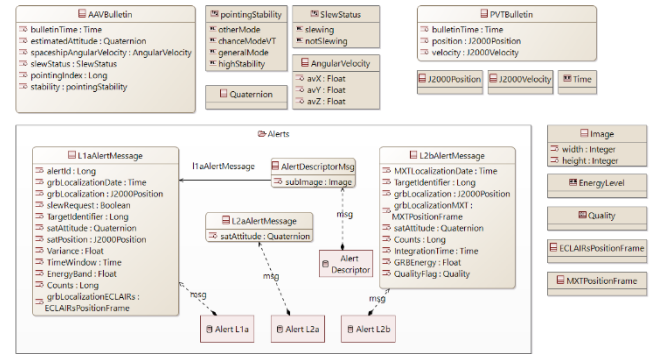 AAVBulletin
bulletinTime : Time
estimatedAttitude : Quaternion
spaceshipAngularVelocity : AngularVelocity
slewStatus : SlewStatus
pointingIndex : Long
stability : pointingStability
pointingStability
otherMode
chanceModeVT
generalMode
highStability
SlewStatus
slewing
notSlewing
Quaternion
AngularVelocity
avX : Float
avY : Float
avZ : Float
PVTBulletin
bulletinTime : Time
position : J2000Position
velocity : J2000Velocity
J2000Position
J2000Velocity
Time
Alerts
L1aAlertMessage
alertId : Long
grbLocalizationDate : Time
grbLocalization : J2000Position
slewRequest : Boolean
TargetIdentifier : Long
satAttitude : Quaternion
satPosition : J2000Position
Variance : Float
TimeWindow : Time
EnergyBand : Float
Counts : Long
grbLocalizationECLAIRs :
ECLAIRsPositionFrame
l1aAlertMessage
AlertDescriptorMsg
subImage : Image
L2aAlertMessage
satAttitude : Quaternion
msg
Alert
Descriptor
L2bAlertMessage
MXTLocalizationDate : Time
TargetIdentifier : Long
grbLocalization : J2000Position
grbLocalizationMXT :
MXTPositionFrame
satAttitude : Quaternion
Counts : Long
IntegrationTime : Time
GRBEnergy : Float
QualityFlag : Quality
msg
msg
msg
Alert L1a
Alert L2a
Alert L2b
Image
width : Integer
height : Integer
EnergyLevel
Quality
ECLAIRsPositionFrame
MXTPositionFrame